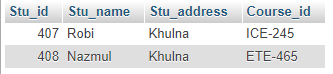 Stu_id Stu_name Stu_address Course_id
407 Robi Khulna ICE-245
408 Nazmul Khulna ETE-465